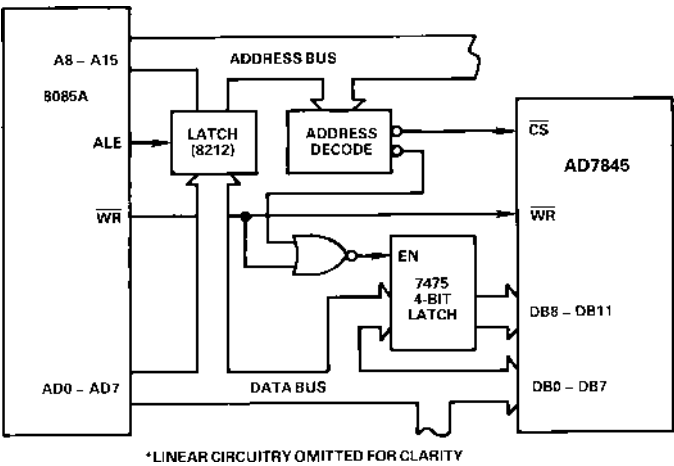 A8 – A15
ADDRESS BUS
8085A
ALE
LATCH
(8212)
ADDRESS
DECODE
CS
AD7845
WR
WR
EN
7475
4-BIT
LATCH
DB8 – DB11
AD0 – AD7
DATA BUS
DB0 – DB7
*LINEAR CIRCUITRY OMITTED FOR CLARITY